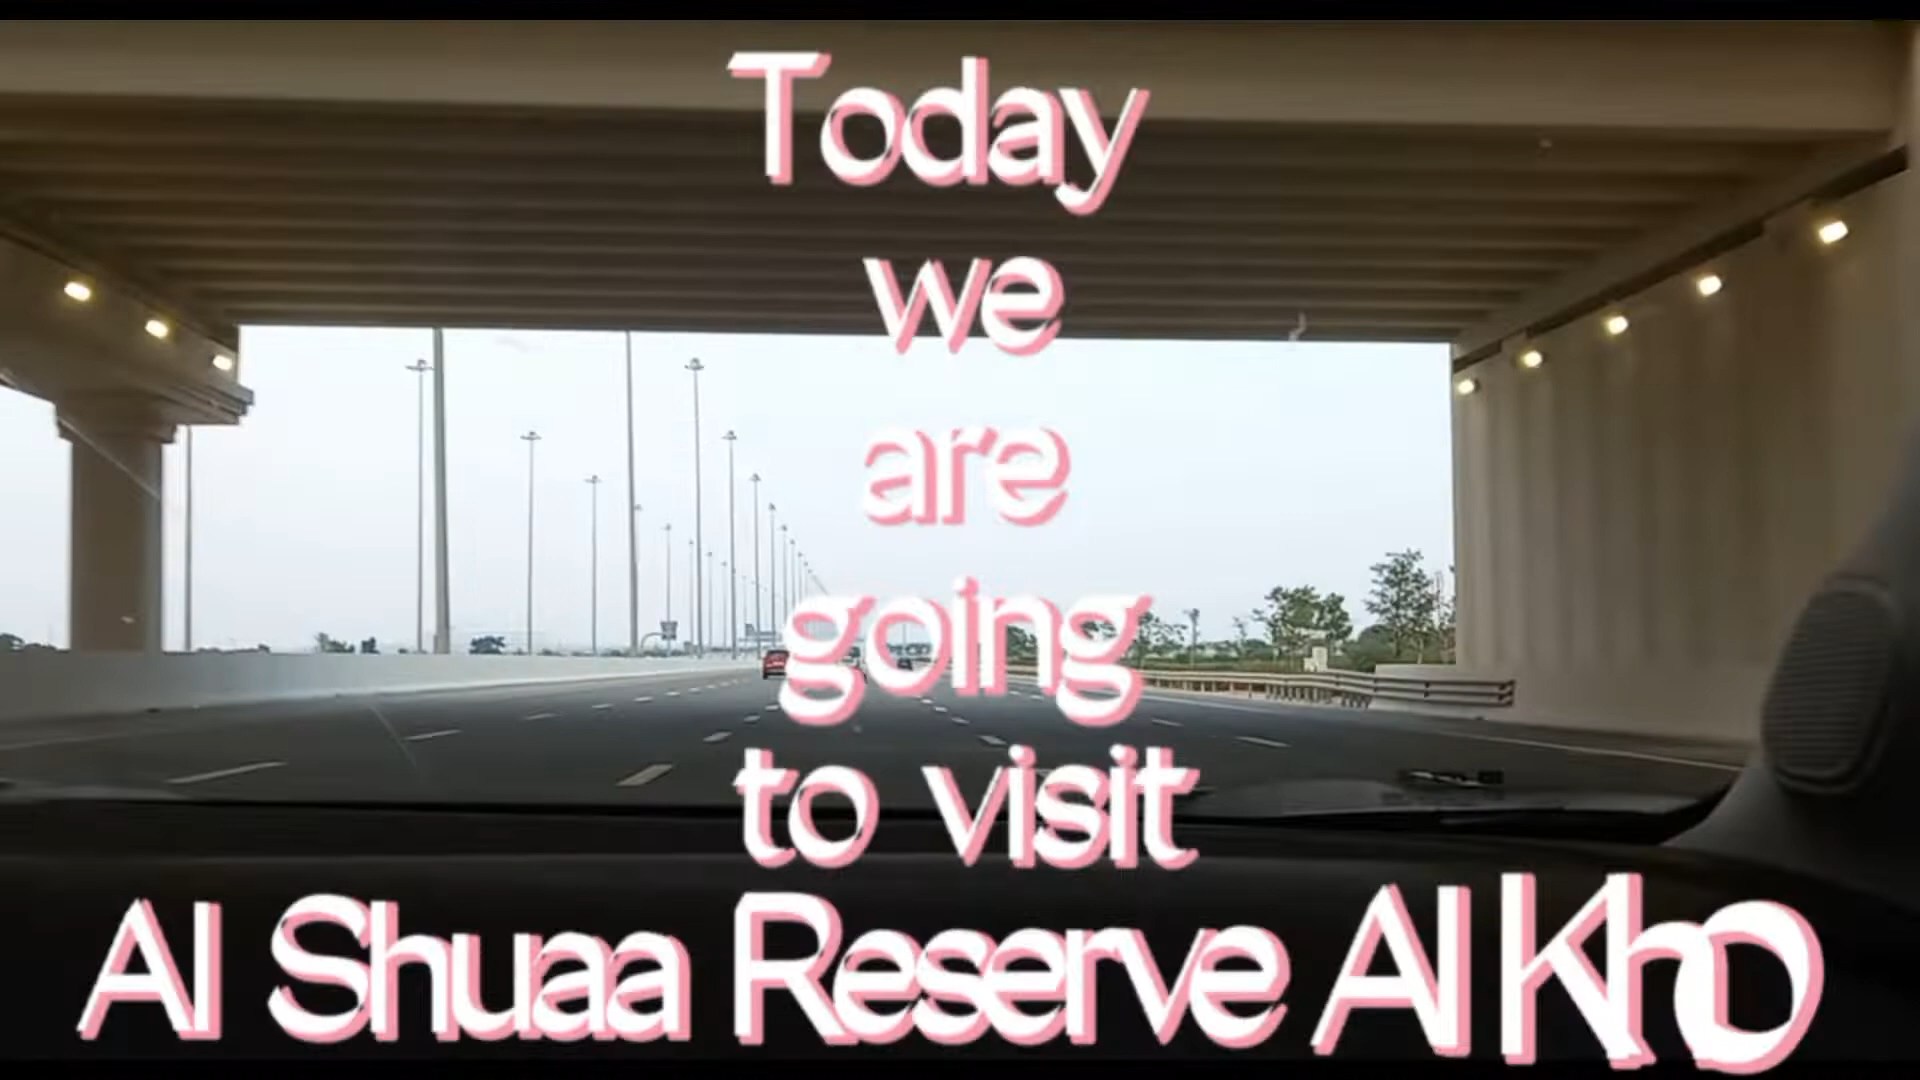 Today
we
are
going
to visit
Al Shuaa Reserve Al Kho